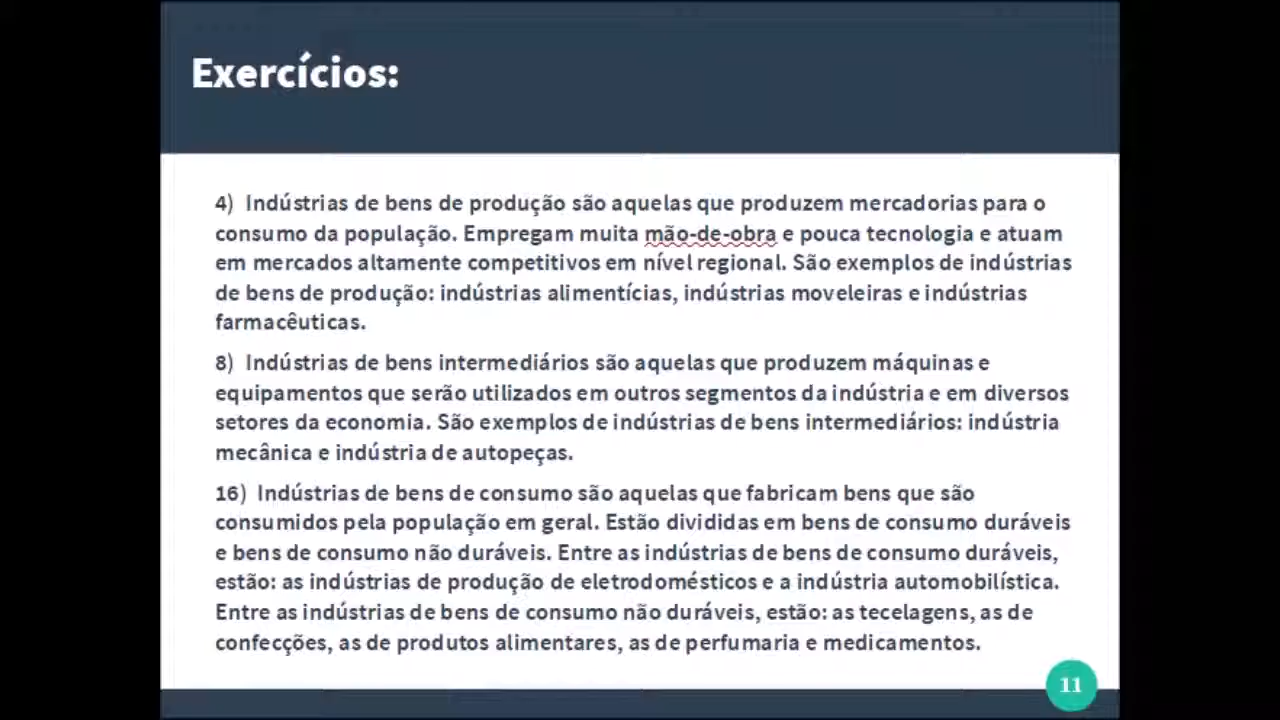 Exercícios:
4) Indústrias de bens de produção são aquelas que produzem mercadorias para o
consumo da população. Empregam muita mão-de-obra e pouca tecnologia e atuam
em mercados altamente competitivos em nível regional. São exemplos de indústrias
de bens de produção: indústrias alimentícias, indústrias moveleiras e indústrias
farmacêuticas.
8) Indústrias de bens intermediários são aquelas que produzem máquinas e
equipamentos que serão utilizados em outros segmentos da indústria e em diversos
setores da economia. São exemplos de indústrias de bens intermediários: indústria
mecânica e indústria de autopeças.
16) Indústrias de bens de consumo são aquelas que fabricam bens que são
consumidos pela população em geral. Estão divididas em bens de consumo duráveis
e bens de consumo não duráveis. Entre as indústrias de bens de consumo duráveis,
estão: as indústrias de produção de eletrodomésticos e a indústria automobilística.
Entre as indústrias de bens de consumo não duráveis, estão: as tecelagens, as de
confecções, as de produtos alimentares, as de perfumaria e medicamentos.
11